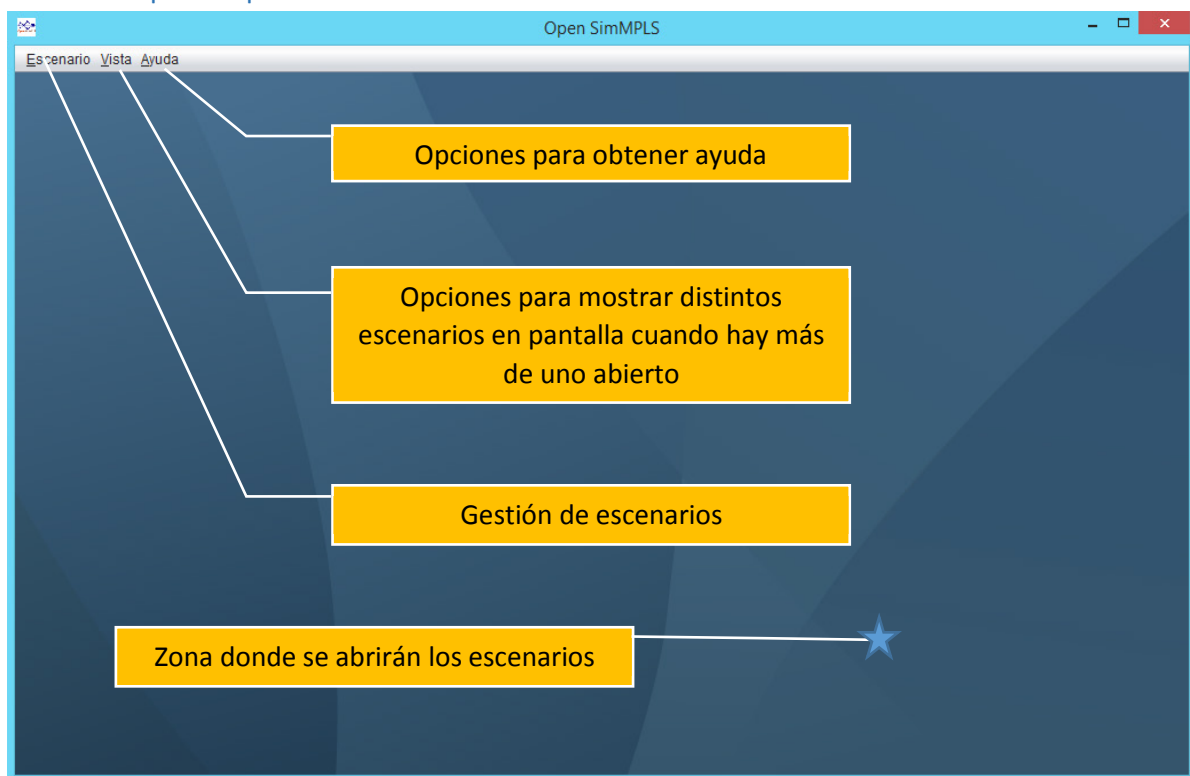 Open SimMPLS
Escenario Vista Ayuda
Opciones para obtener ayuda
Opciones para mostrar distintos
escenarios en pantalla cuando hay más
de uno abierto
Gestión de escenarios
Zona donde se abrirán los escenarios